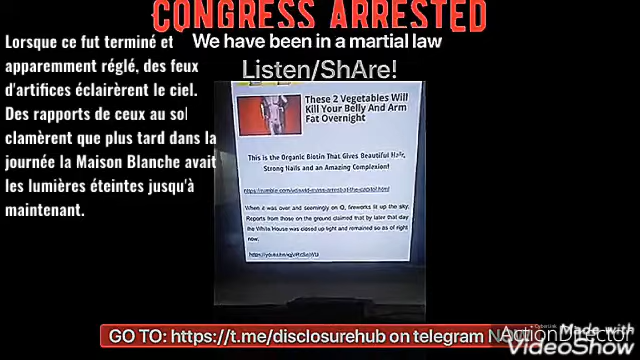 CONGRESS ARRESTED
We have been in a martial law
Listen/ShAre!
Lorsque ce fut terminé et
apparemment réglé, des feux
d'artifices éclairèrent le ciel.
Des rapports de ceux au sol
clamèrent que plus tard dans la
journée la Maison Blanche avait
les lumières éteintes jusqu'à
maintenant.
These 2 Vegetables Will
Kill Your Belly And Arm
Fat Overnight
This is the Organic Biotin That Gives Beautiful Hair,
Strong Nails and an Amazing Complexion!
When it was over and seemingly on Q, fireworks lit up the sky.
Reports from those on the ground claimed that by later that day
the White House was closed up tight and remained so as of right
now.
GO TO: https://t.me/disclosurehub on telegram
ActionDirector
Made with
VideoShow